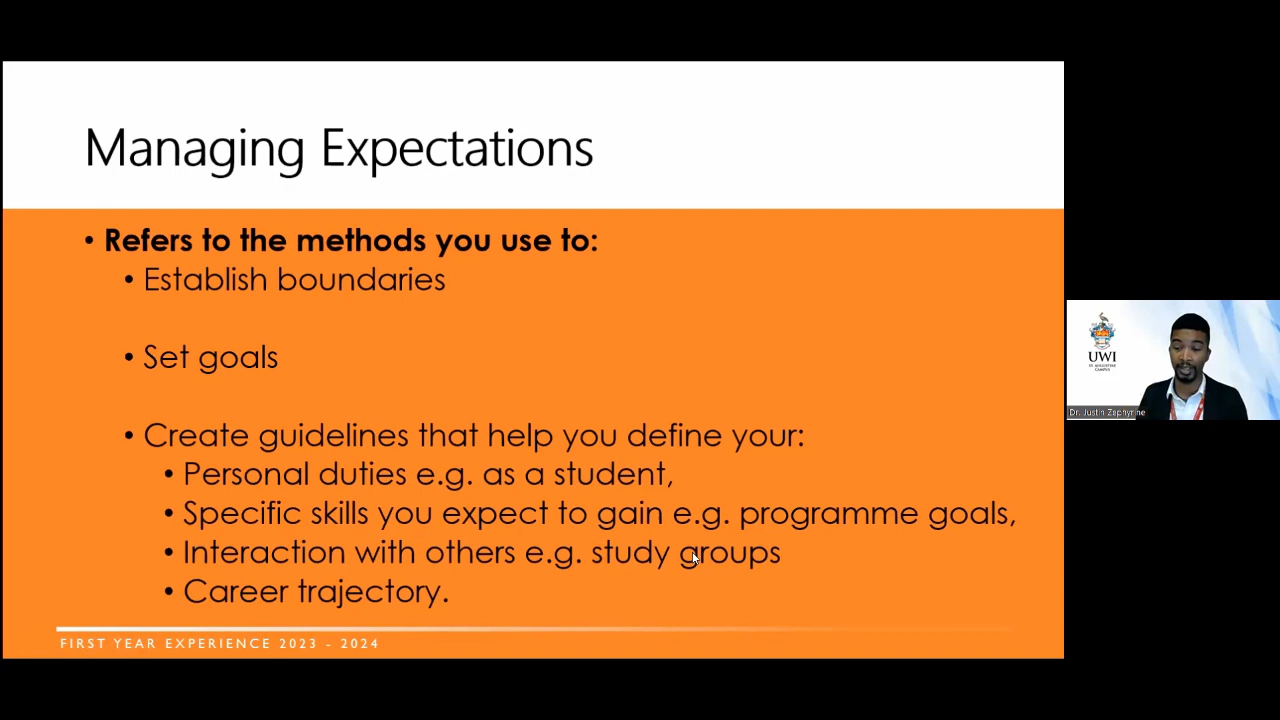 Managing Expectations
• Refers to the methods you use to:
• Establish boundaries
• Set goals
• Create guidelines that help you define your:
• Personal duties e.g. as a student,
• Specific skills you expect to gain e.g. programme goals,
• Interaction with others e.g. study groups
• Career trajectory.
FIRST YEAR EXPERIENCE 2023 - 2024
UWI
ST. AUGUSTINE
CAMPUS
Dr. Justin Zephyrine